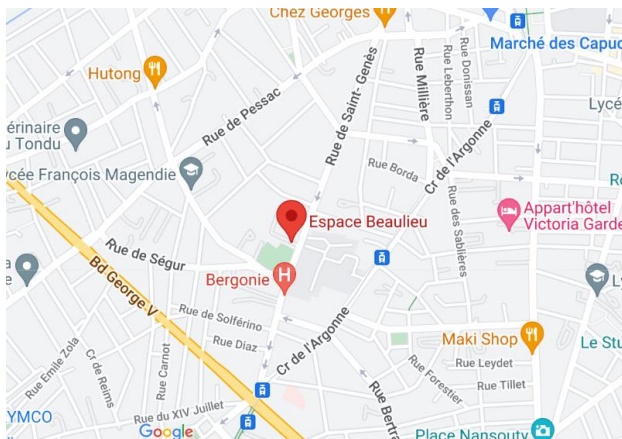 Chez Georges
Marché des Capuc
Hutong
Rue Donissan
Rue Leberthon
Rue Millière
Rue de Saint- Genès
Rue de Pessac
Lycé
érinaire
u Tondu
Cr de l'Argonne
Rue Borda
ycée François Magendie
Ro
Rue des Sablières
Appart'hôtel
Victoria Garde
Espace Beaulieu
Rue de Ségur
Bergonie
H
Bd George V
Ly
Rue de Solférino
Cr de l'Argonne
Maki Shop
Le Stu
Rue Diaz
Rue Emile Zola
Cr de Reims
Rue Carnot
Rue Leydet
Rue Forestier
Rue Tillet
Rue Bertra
Rue du XIV Juillet
YMCO
Google
Place Nansouty